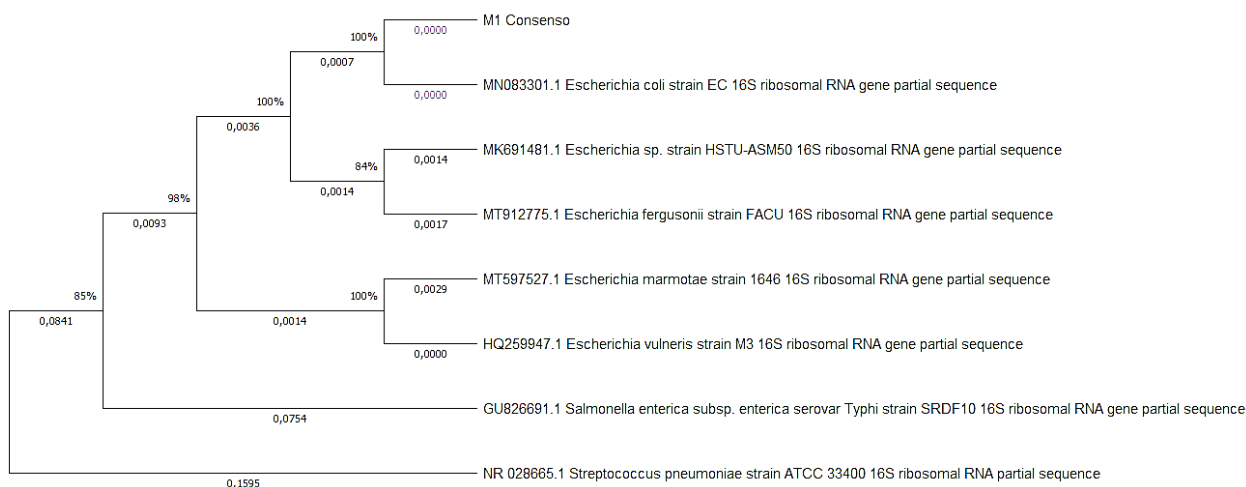 M1 Consenso
0,0000
100%
0,0007
MN083301.1 Escherichia coli strain EC 16S ribosomal RNA gene partial sequence
0,0000
100%
0,0036
MK691481.1 Escherichia sp. strain HSTU-ASM50 16S ribosomal RNA gene partial sequence
0,0014
84%
0,0014
MT912775.1 Escherichia fergusonii strain FACU 16S ribosomal RNA gene partial sequence
0,0017
98%
0,0093
MT597527.1 Escherichia marmotae strain 1646 16S ribosomal RNA gene partial sequence
0,0029
100%
0,0014
85%
0,0841
HQ259947.1 Escherichia vulneris strain M3 16S ribosomal RNA gene partial sequence
0,0000
GU826691.1 Salmonella enterica subsp. enterica serovar Typhi strain SRDF10 16S ribosomal RNA gene partial sequence
0,0754
NR 028665.1 Streptococcus pneumoniae strain ATCC 33400 16S ribosomal RNA partial sequence
0,1595